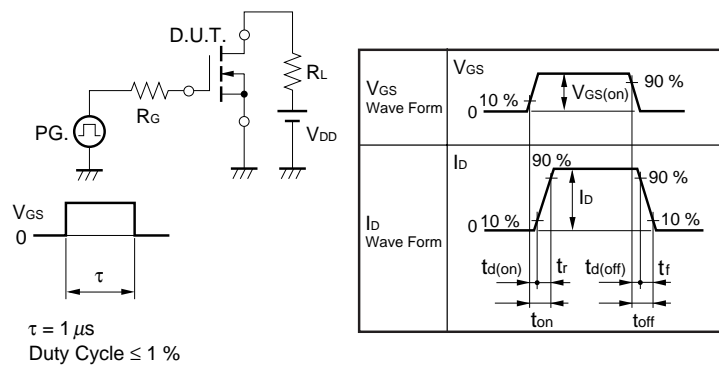 D.U.T.
RL
RG
PG.
VDD
VGS
0
τ
τ = 1 μs
Duty Cycle ≤ 1 %
VGS
Wave Form
VGS
10 %
0
VGS(on)
90 %
ID
Wave Form
ID
90 %
90 %
ID
0 10 %
10 %
td(on) tr td(off) tf
ton toff